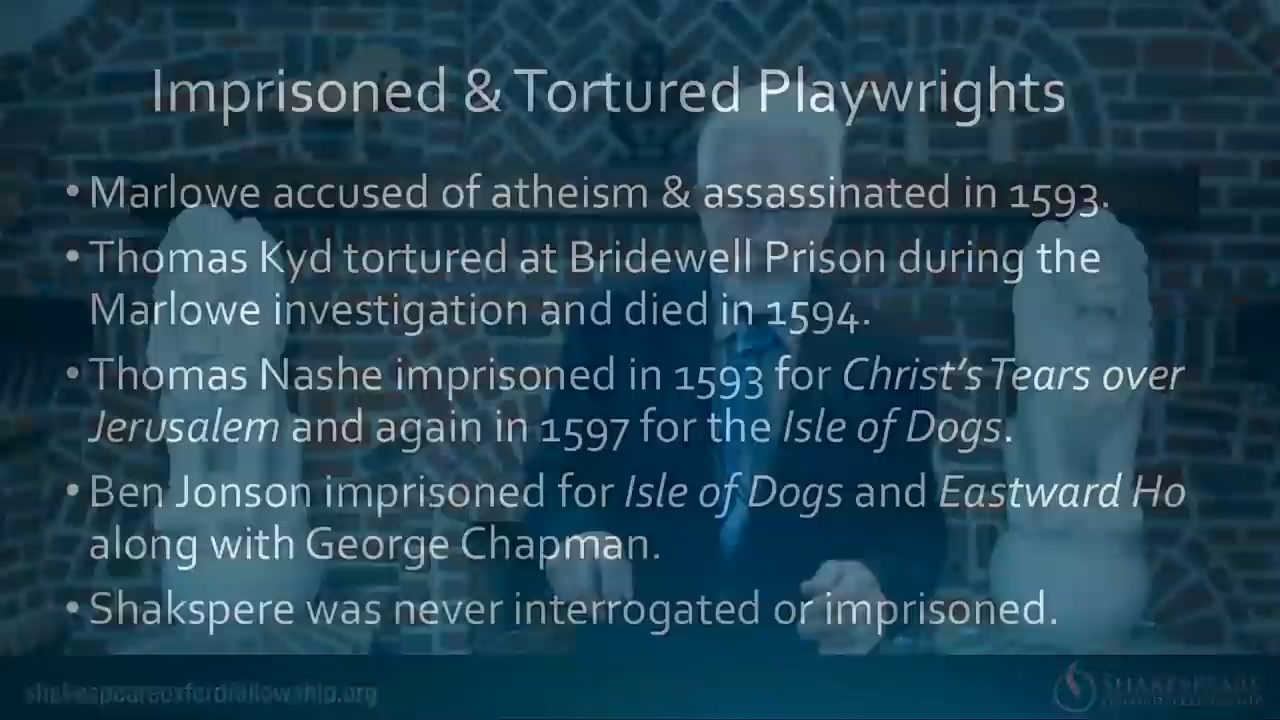 Imprisoned & Tortured Playwrights
• Marlowe accused of atheism & assassinated in 1593.
• Thomas Kyd tortured at Bridewell Prison during the
Marlowe investigation and died in 1594.
• Thomas Nashe imprisoned in 1593 for Christ's Tears over
Jerusalem and again in 1597 for the Isle of Dogs.
• Ben Jonson imprisoned for Isle of Dogs and Eastward Ho
along with George Chapman.
• Shakspere was never interrogated or imprisoned.
shakespeareoxfordfellowship.org
SHAKESPEARE
OXFORD FELLOWSHIP